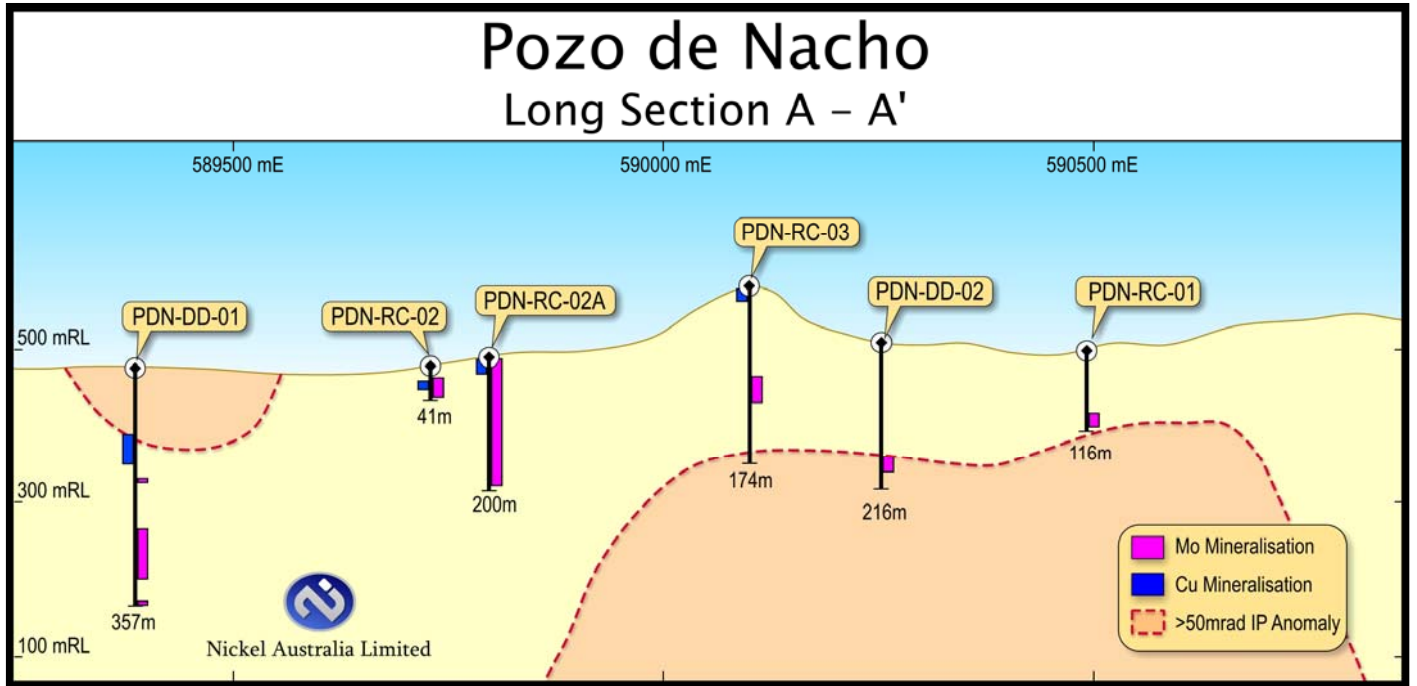 Pozo de Nacho
Long Section A – A'
589500 mE
590000 mE
590500 mE
PDN-RC-03
PDN-DD-01
PDN-RC-02
PDN-RC-02A
PDN-DD-02
PDN-RC-01
500 mRL
300 mRL
100 mRL
357m
41m
200m
174m
216m
116m
Nickel Australia Limited
Mo Mineralisation
Cu Mineralisation
>50mrad IP Anomaly